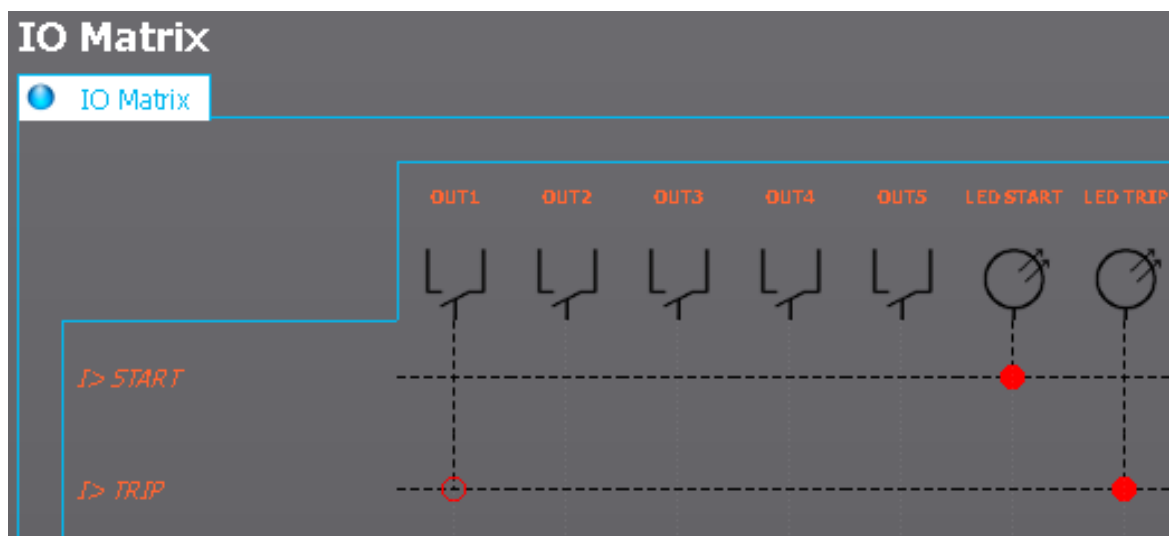 IO Matrix
IO Matrix
OUT1 OUT2 OUT3 OUT4 OUT5 LED START LED TRIP
I> START
I> TRIP